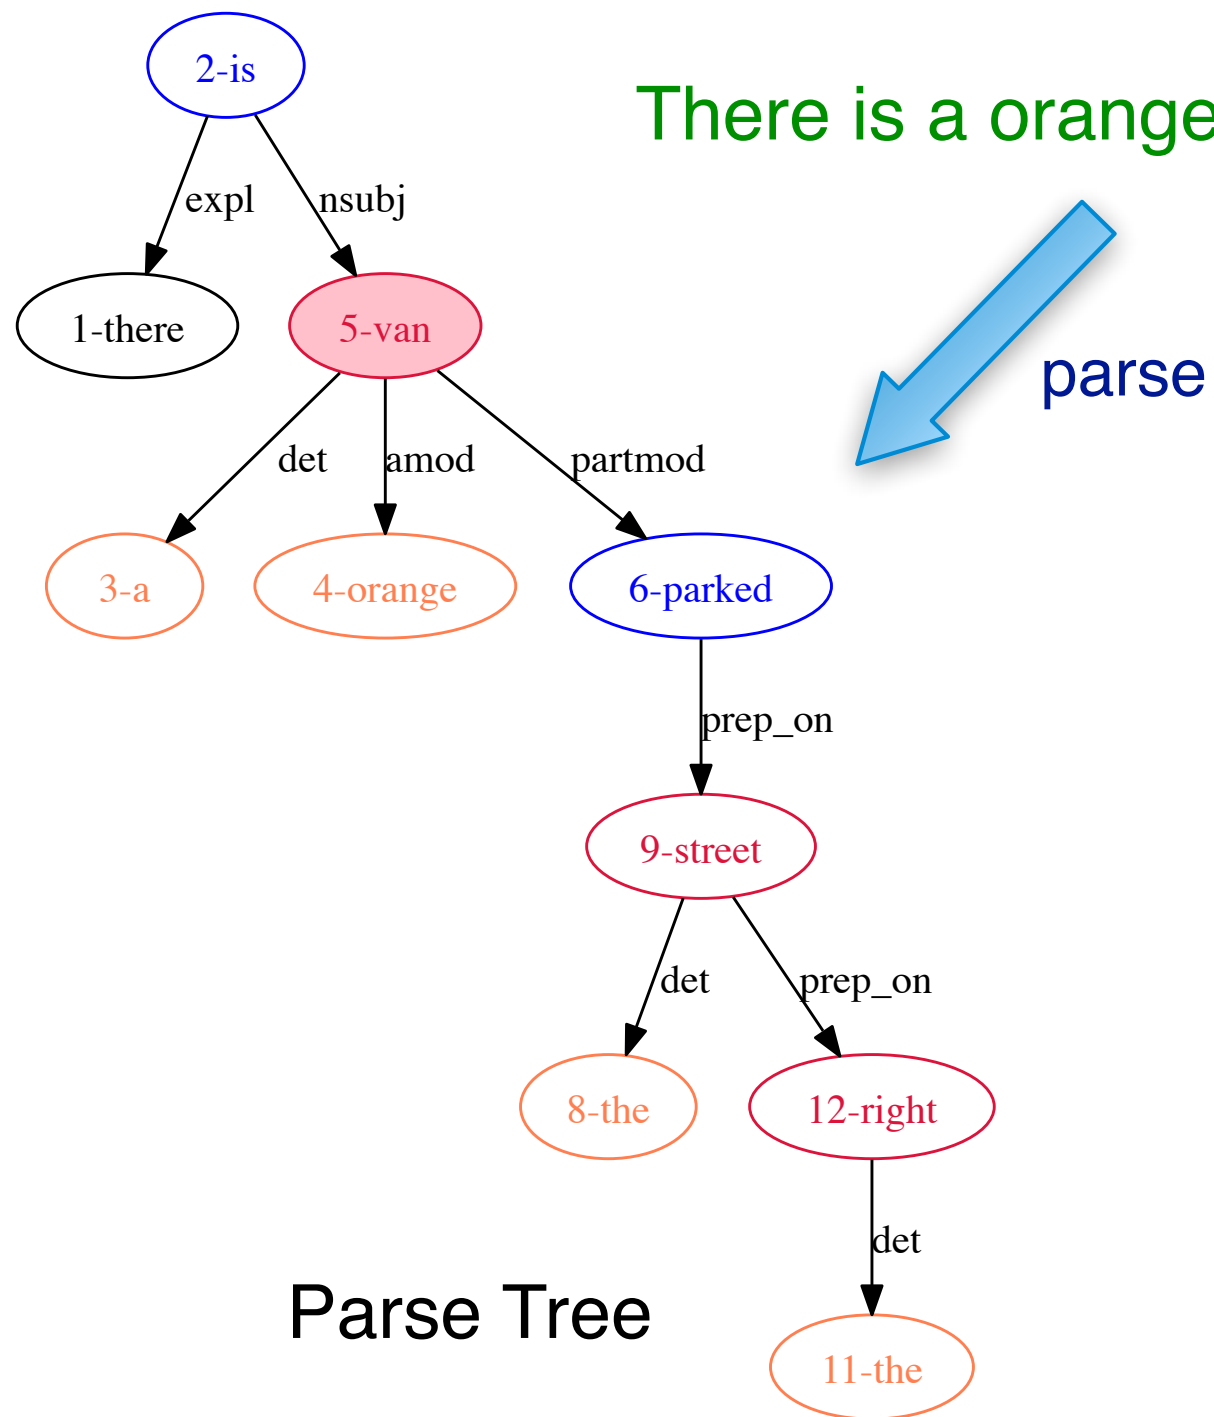 2-is
There is a orange
expl
nsubj
1-there
5-van
parse
det
amod
partmod
3-a
4-orange
6-parked
prep_on
9-street
det
prep_on
8-the
12-right
det
Parse Tree
11-the